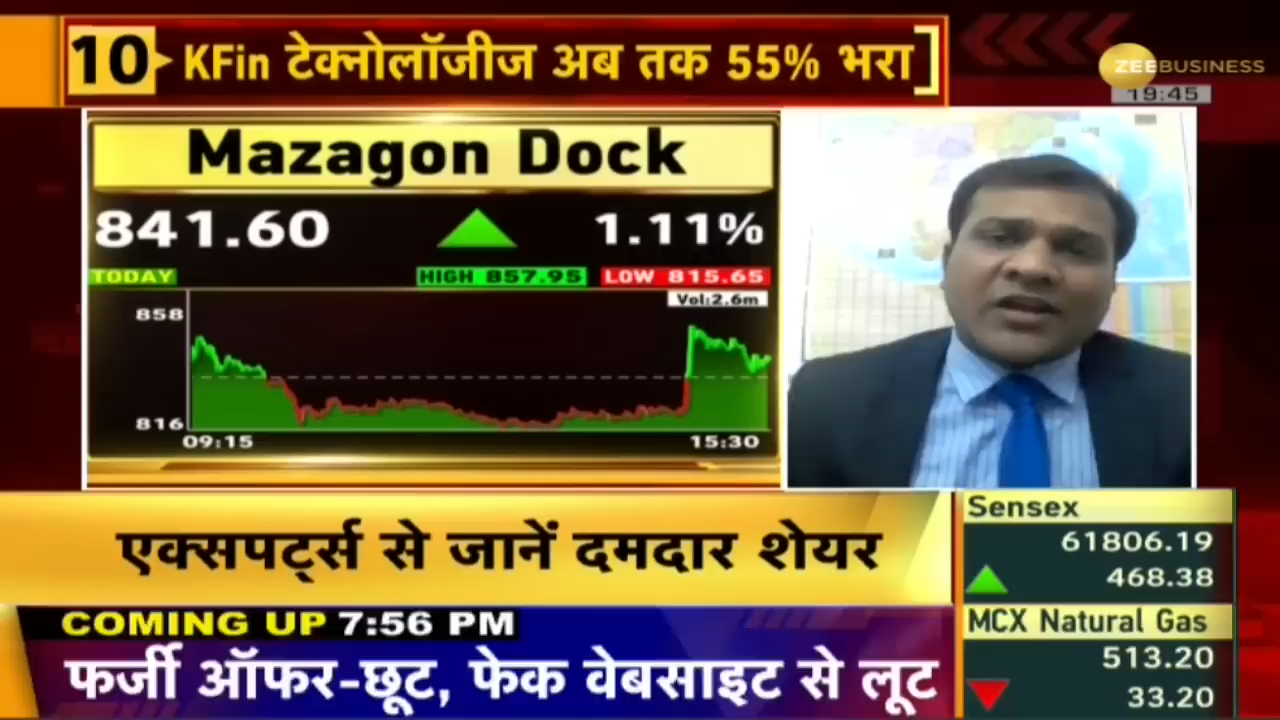 10 KFin टेक्नोलॉजीज अब तक 55% भरा
ZEEBUSINESS
19:45
Mazagon Dock
841.60 1.11%
TODAY HIGH 857.95 LOW 815.65
Vol:2.6m
858
816
09:15 15:30
एक्सपर्ट्स से जानें दमदार शेयर
Sensex
61806.19
468.38
MCX Natural Gas
513.20
33.20
COMING UP 7:56 PM
फर्जी ऑफर-छूट, फेक वेबसाइट से लूट